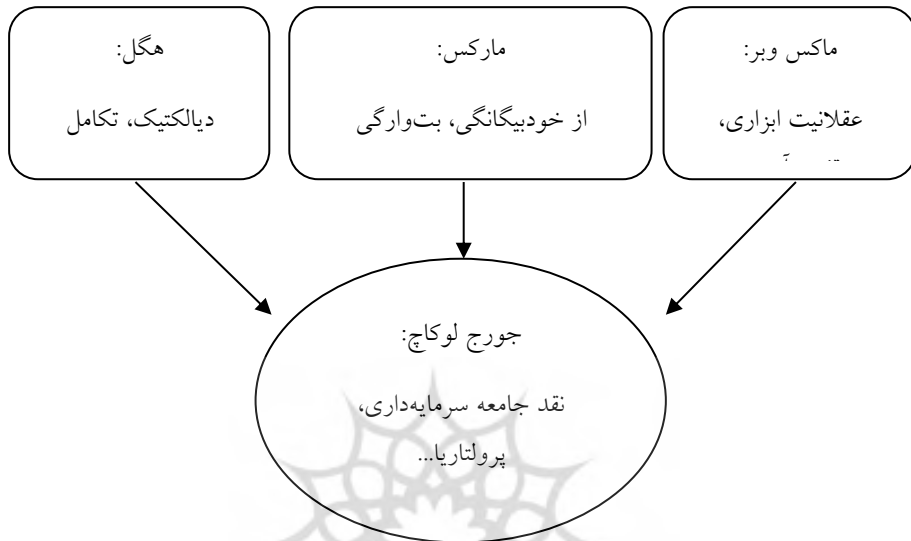 ماکس وبر:
عقلانیت ابزاری،
مارکس:
از خودبیگانگی، بت‌وارگی
هگل:
دیالکتیک، تکامل
جورج لوکاچ:
نقد جامعه سرمایه‌داری،
پرولتاریا...